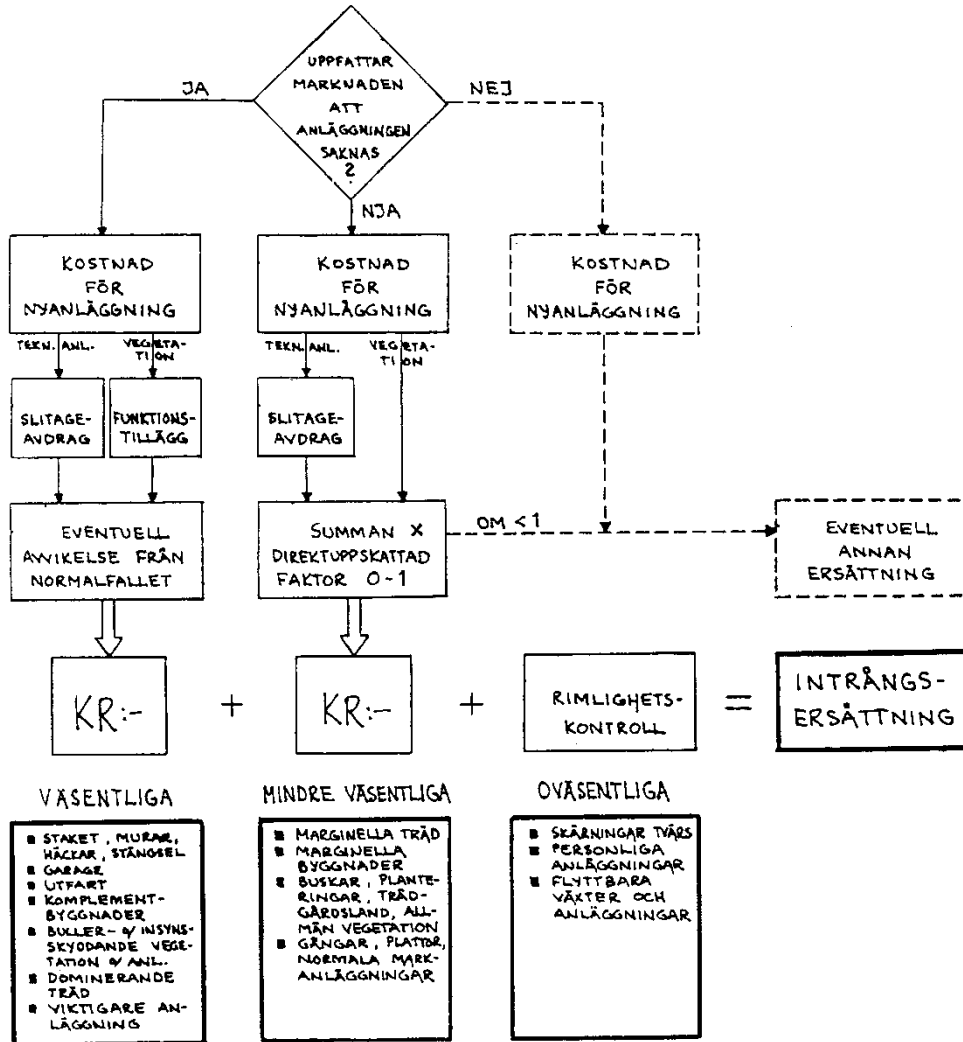 UPPFATTAR
MARKNADEN
ATT
ANLÄGGNINGEN
SAKNAS
?
JA
NEJ
NJA
KOSTNAD
FÖR
NYANLÄGGNING
KOSTNAD
FÖR
NYANLÄGGNING
KOSTNAD
FÖR
NYANLÄGGNING
TEKN. ANL.
VEGETA-
TION
TEKN. ANL.
VEGETA-
TION
SLITAGE-
AVDRAG
FUNKTIONS-
TILLÄGG
SLITAGE-
AVDRAG
EVENTUELL
AVVIKELSE FRÅN
NORMALFALLET
SUMMAN X
DIREKTUPPSKATTAD
FAKTOR 0-1
OM <1
EVENTUELL
ANNAN
ERSÄTTNING
KR:-
+
KR:-
+
RIMLIGHETS-
KONTROLL
=
INTRÅNGS-
ERSÄTTNING
VÄSENTLIGA
STAKET, MURAR,
HÄCKAR, STÄNGSEL
GARAGE
UTFART
KOMPLEMENT-
BYGGNADER
BULLER- & INSYNS-
SKYDDANDE VEGE-
TATION & ANL.
DOMINERANDE
TRÄD
VIKTIGARE AN-
LÄGGNING
MINDRE VÄSENTLIGA
MARGINELLA TRÄD
MARGINELLA
BYGGNADER
BUSKAR, PLANTE-
RINGAR, TRÄD-
GÅRDSLAND, ALL-
MÄN VEGETATION
GÅNGAR, PLATTOR,
NORMALA MARK-
ANLÄGGNINGAR
OVÄSENTLIGA
SKÄRNINGAR TVÄRS
PERSONLIGA
ANLÄGGNINGAR
FLYTTBARA
VÄXTER OCH
ANLÄGGNINGAR